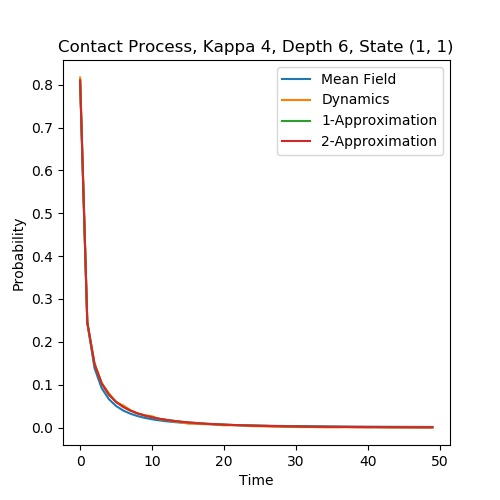 Contact Process, Kappa 4, Depth 6, State (1, 1)
Mean Field
Dynamics
1-Approximation
2-Approximation
Probability
0.8
0.7
0.6
0.5
0.4
0.3
0.2
0.1
0.0
0 10 20 30 40 50
Time